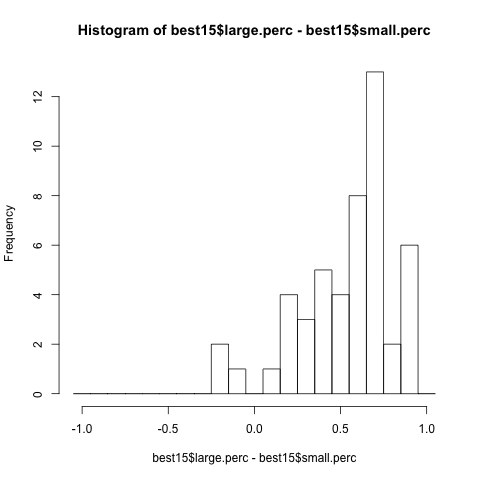 Histogram of best15$large.perc - best15$small.perc
Frequency
12
10
8
6
4
2
0
-1.0 -0.5 0.0 0.5 1.0
best15$large.perc - best15$small.perc